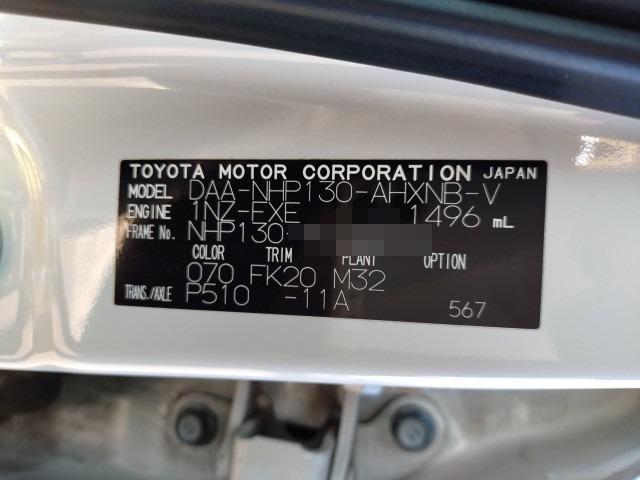 TOYOTA MOTOR CORPORATION JAPAN
MODEL DAA-NHP130-AHXNB-V
ENGINE 1NZ-FXE 1496 mL
FRAME No. NHP130-
COLOR TRIM PLANT OPTION
070 FK20 M32
TRANS./AXLE P510 -11A
567